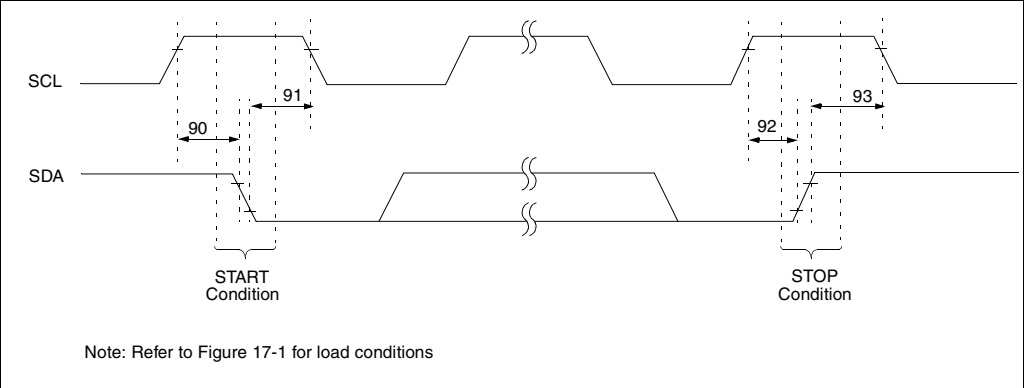 SCL
91
93
90
92
SDA
START
Condition
STOP
Condition
Note: Refer to Figure 17-1 for load conditions